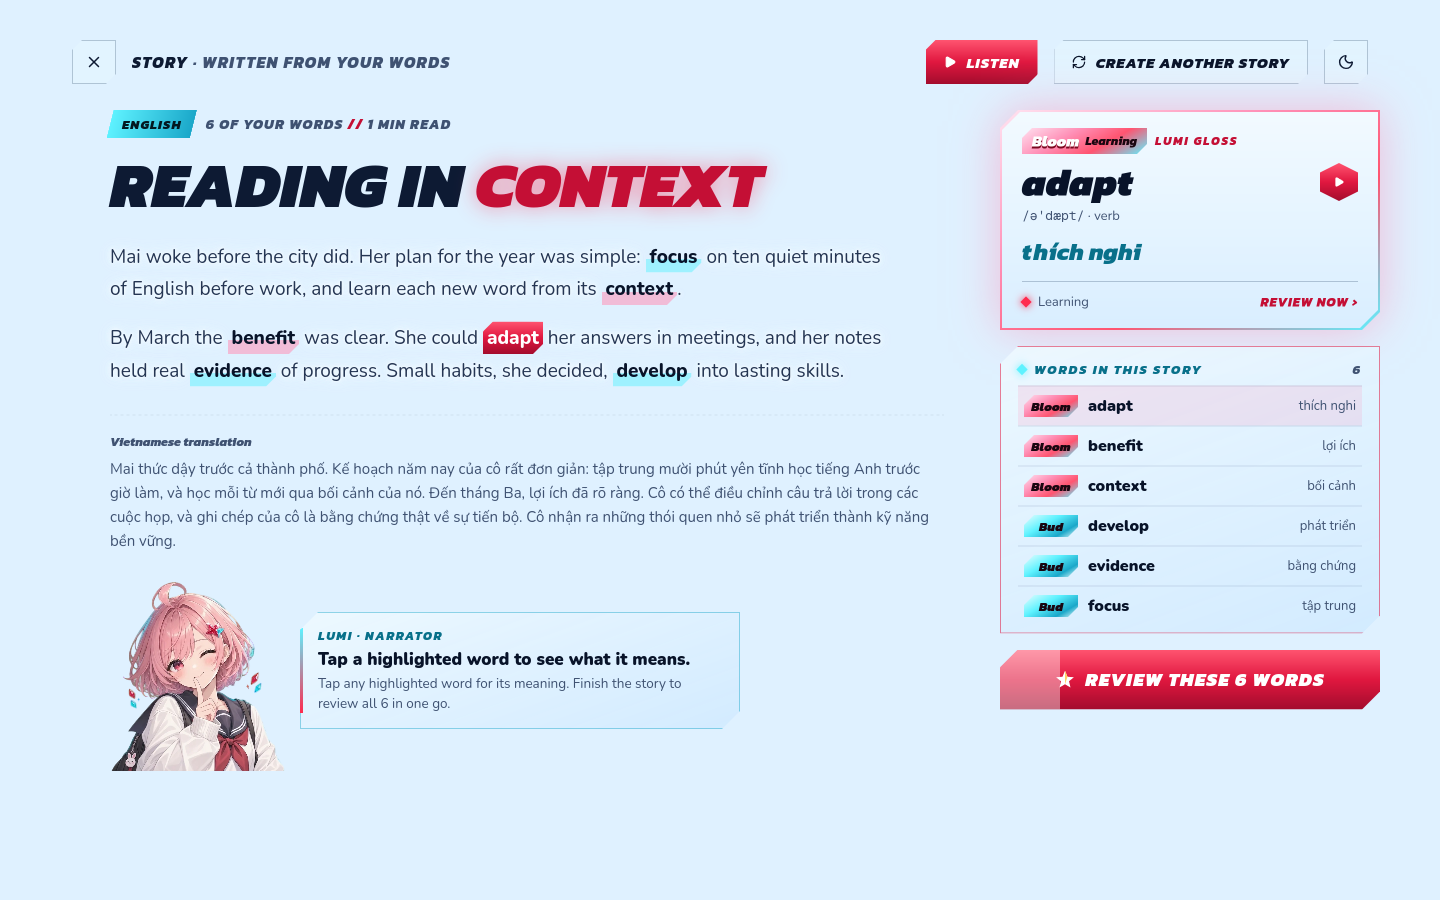 STORY · WRITTEN FROM YOUR WORDS
LISTEN
CREATE ANOTHER STORY
ENGLISH
6 OF YOUR WORDS // 1 MIN READ
READING IN CONTEXT
Mai woke before the city did. Her plan for the year was simple: focus on ten quiet minutes
of English before work, and learn each new word from its context.
By March the benefit was clear. She could adapt her answers in meetings, and her notes
held real evidence of progress. Small habits, she decided, develop into lasting skills.
Vietnamese translation
Mai thức dậy trước cả thành phố. Kế hoạch năm nay của cô rất đơn giản: tập trung mười phút yên tĩnh học tiếng Anh trước
giờ làm, và học mỗi từ mới qua bối cảnh của nó. Đến tháng Ba, lợi ích đã rõ ràng. Cô có thể điều chỉnh câu trả lời trong các
cuộc họp, và ghi chép của cô là bằng chứng thật về sự tiến bộ. Cô nhận ra những thói quen nhỏ sẽ phát triển thành kỹ năng
bền vững.
LUMI · NARRATOR
Tap a highlighted word to see what it means.
Tap any highlighted word for its meaning. Finish the story to
review all 6 in one go.
Bloom Learning LUMI GLOSS
adapt
/əˈdæpt/ · verb
thích nghi
Learning
REVIEW NOW ›
WORDS IN THIS STORY 6
Bloom adapt thích nghi
Bloom benefit lợi ích
Bloom context bối cảnh
Bud develop phát triển
Bud evidence bằng chứng
Bud focus tập trung
REVIEW THESE 6 WORDS